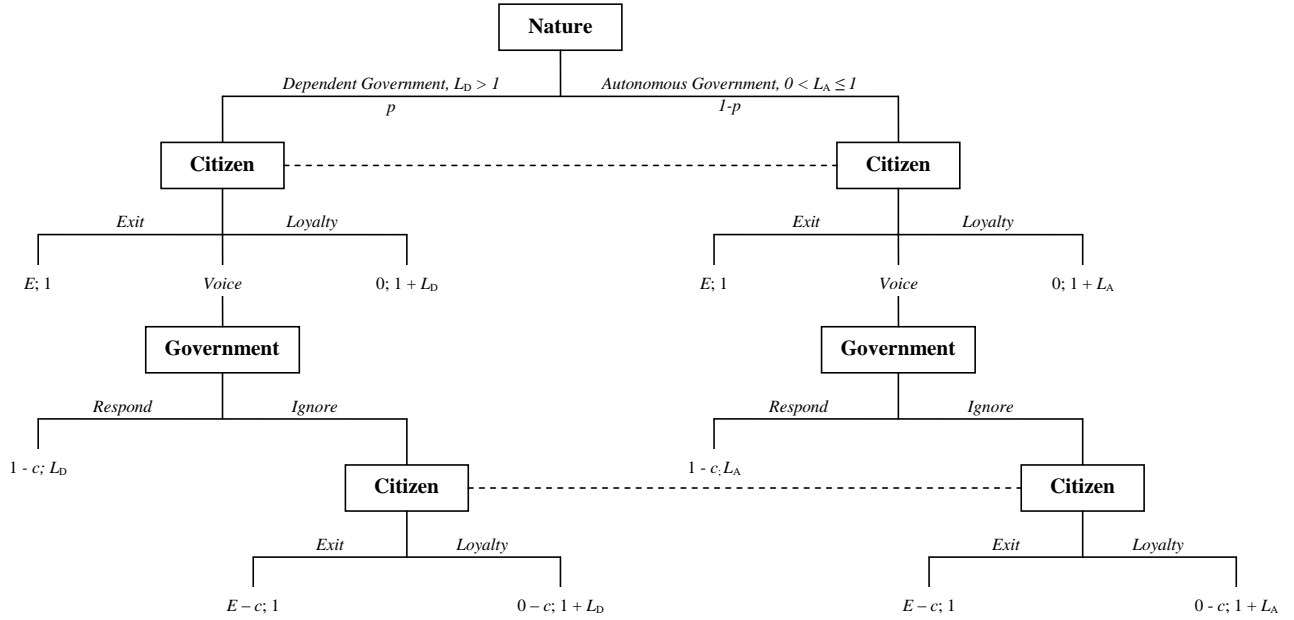 Nature
Dependent Government, L_D > 1 Autonomous Government, 0 < L_A ≤ 1
p 1-p
Citizen Citizen
Exit Loyalty Exit Loyalty
E; 1 Voice 0; 1 + L_D E; 1 Voice 0; 1 + L_A
Government Government
Respond Ignore Respond Ignore
1 - c; L_D 1 - c; L_A
Citizen Citizen
Exit Loyalty Exit Loyalty
E – c; 1 0 – c; 1 + L_D E – c; 1 0 - c; 1 + L_A